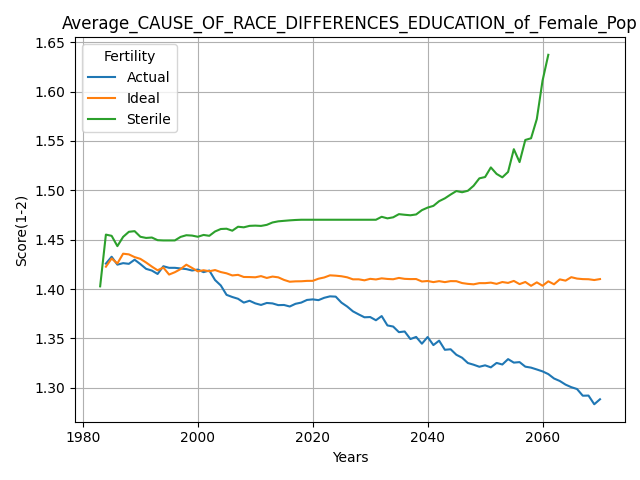 Average_CAUSE_OF_RACE_DIFFERENCES_EDUCATION_of_Female_Pop
Score(1-2)
1.65
1.60
1.55
1.50
1.45
1.40
1.35
1.30
Fertility
Actual
Ideal
Sterile
1980 2000 2020 2040 2060
Years